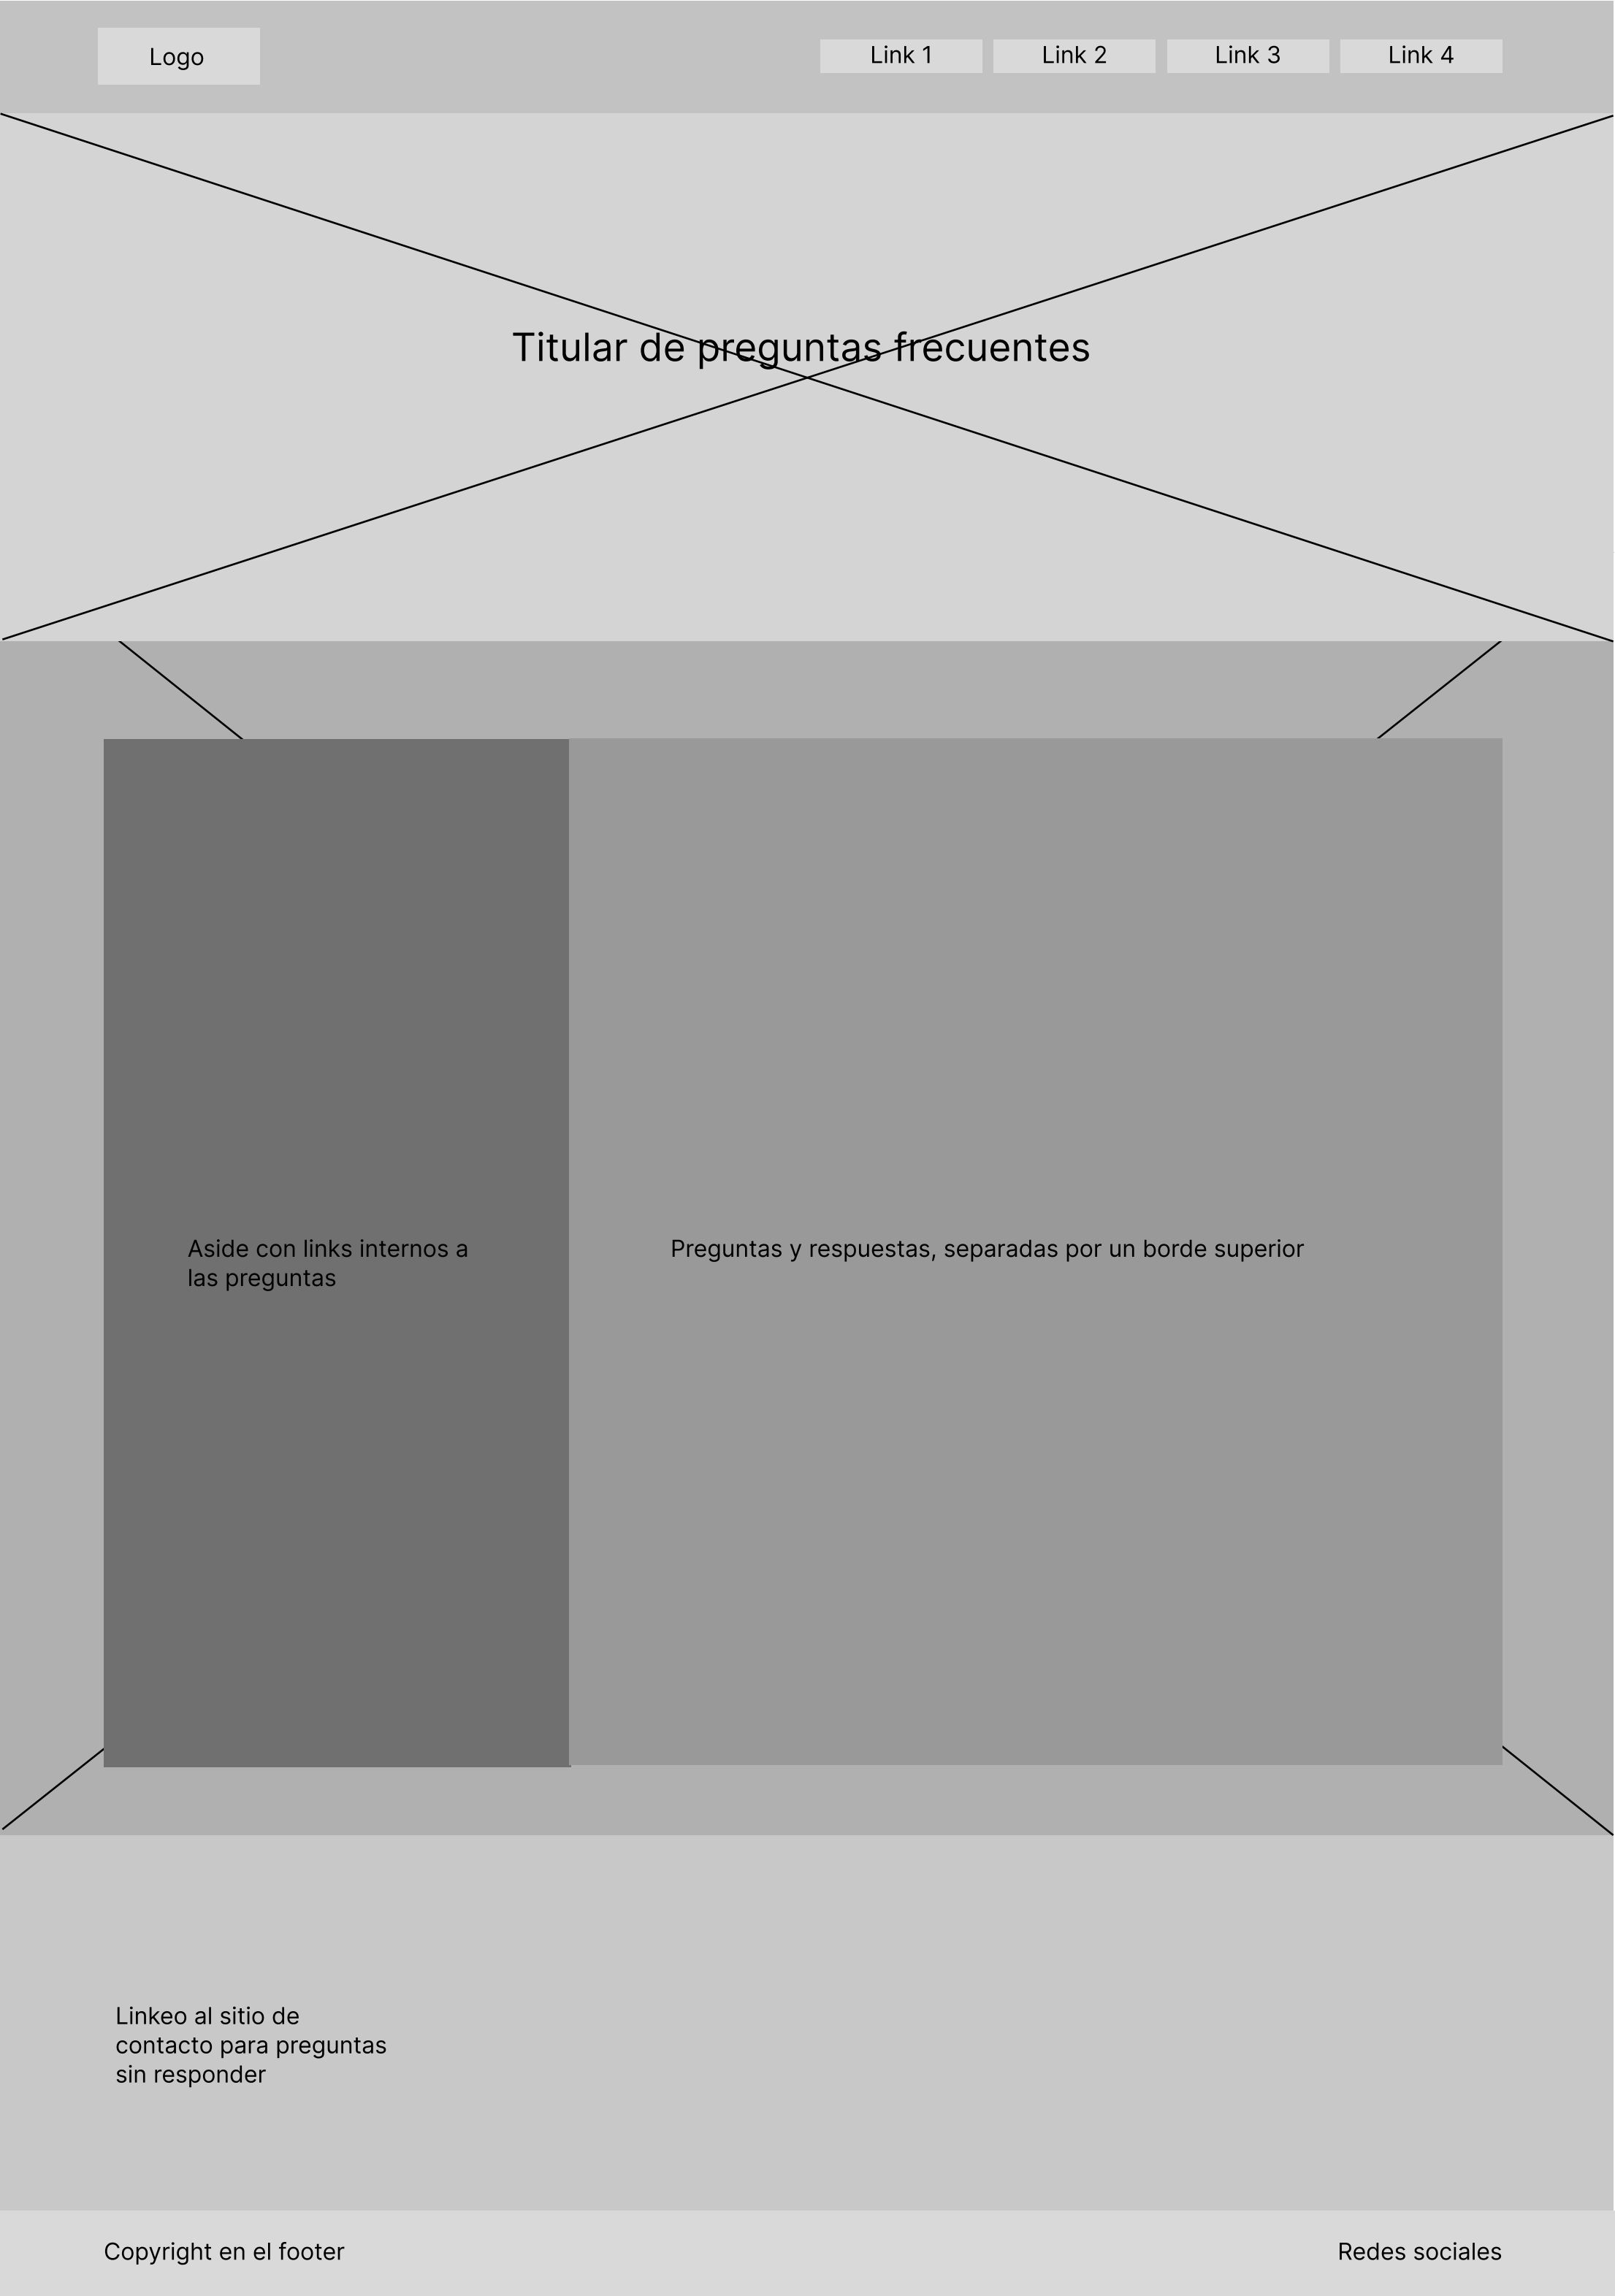 Logo
Link 1
Link 2
Link 3
Link 4
Titular de preguntas frecuentes
Aside con links internos a
las preguntas
Preguntas y respuestas, separadas por un borde superior
Linkeo al sitio de
contacto para preguntas
sin responder
Copyright en el footer
Redes sociales